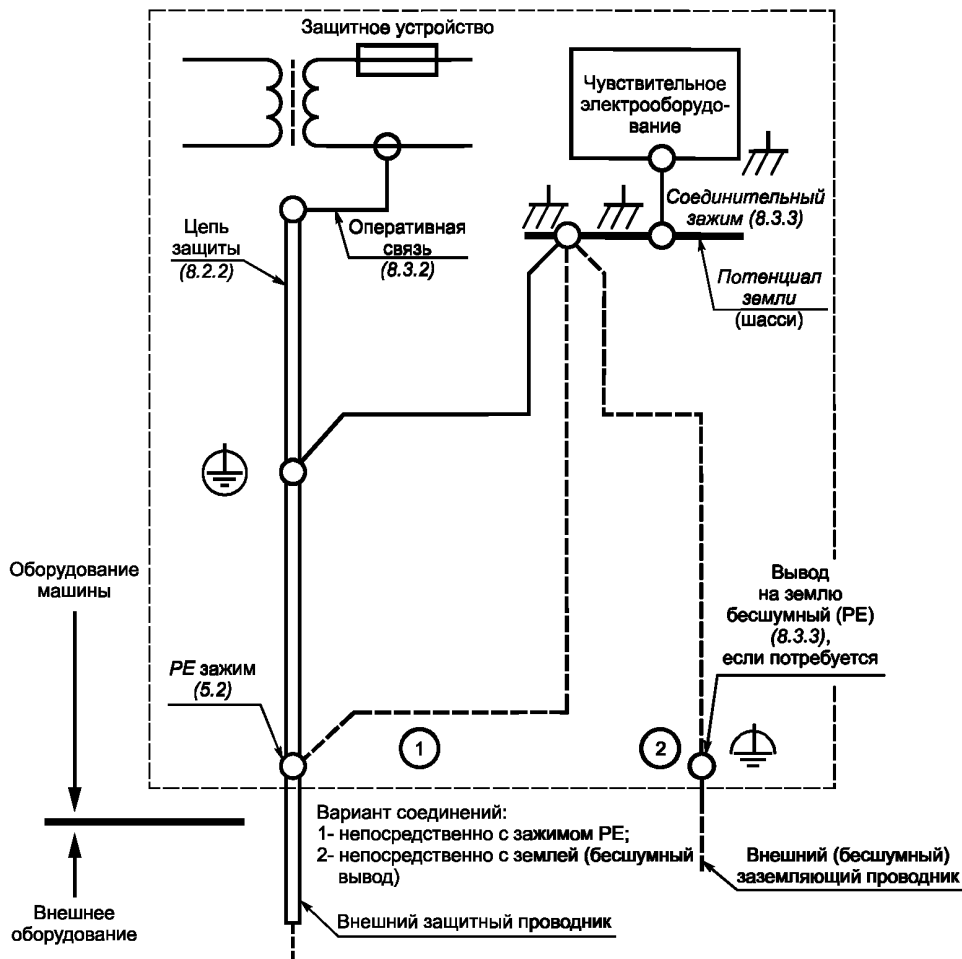 Защитное устройство
Чувствительное
электрооборудо-
вание
Соединительный
зажим (8.3.3)
Цепь
защиты
(8.2.2)
Оперативная
связь
(8.3.2)
Потенциал
земли
(шасси)
Оборудование
машины
Вывод
на землю
бесшумный (PE)
(8.3.3),
если потребуется
PE зажим
(5.2)
1
2
Вариант соединений:
1- непосредственно с зажимом PE;
2- непосредственно с землей (бесшумный
вывод)
Внешний (бесшумный)
заземляющий проводник
Внешнее
оборудование
Внешний защитный проводник